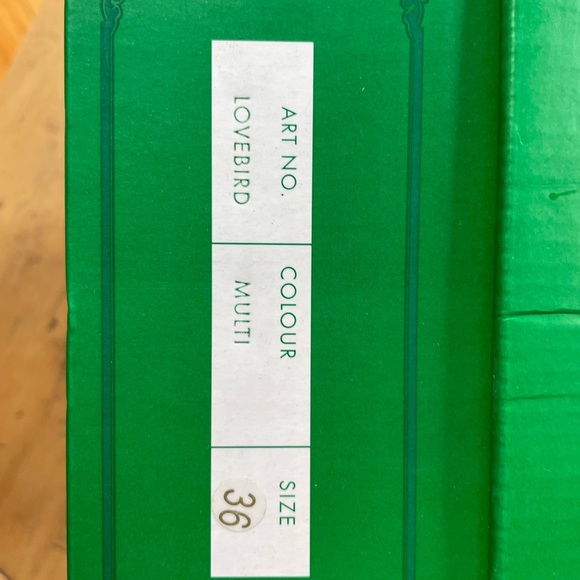 ART NO.
LOVEBIRD
COLOUR
MULTI
SIZE
36